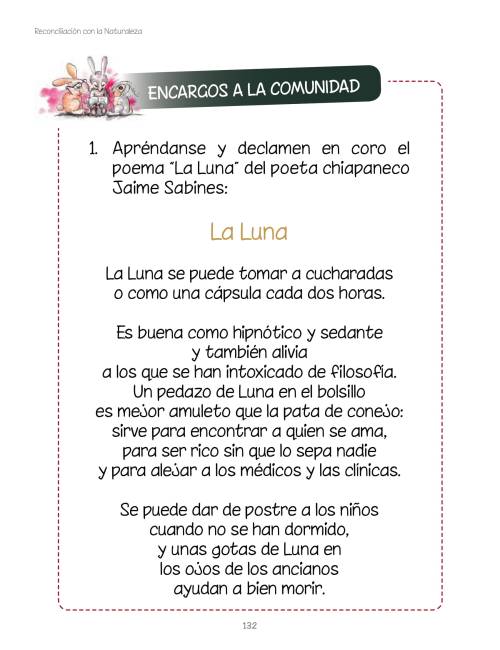 Reconciliación con la Naturaleza
ENCARGOS A LA COMUNIDAD
1. Apréndanse y declamen en coro el
poema "La Luna" del poeta chiapaneco
Jaime Sabines:
La Luna
La Luna se puede tomar a cucharadas
o como una cápsula cada dos horas.
Es buena como hipnótico y sedante
y también alivia
a los que se han intoxicado de filosofía.
Un pedazo de Luna en el bolsillo
es mejor amuleto que la pata de conejo:
sirve para encontrar a quien se ama,
para ser rico sin que lo sepa nadie
y para alejar a los médicos y las clínicas.
Se puede dar de postre a los niños
cuando no se han dormido,
y unas gotas de Luna en
los ojos de los ancianos
ayudan a bien morir.
132